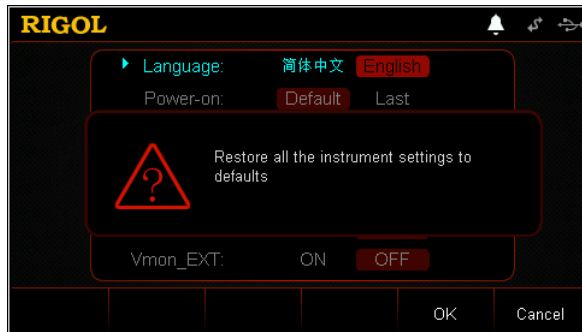 RIGOL
Language: 简体中文 English
Power-on: Default Last
Restore all the instrument settings to
defaults
Vmon_EXT: ON OFF
OK Cancel